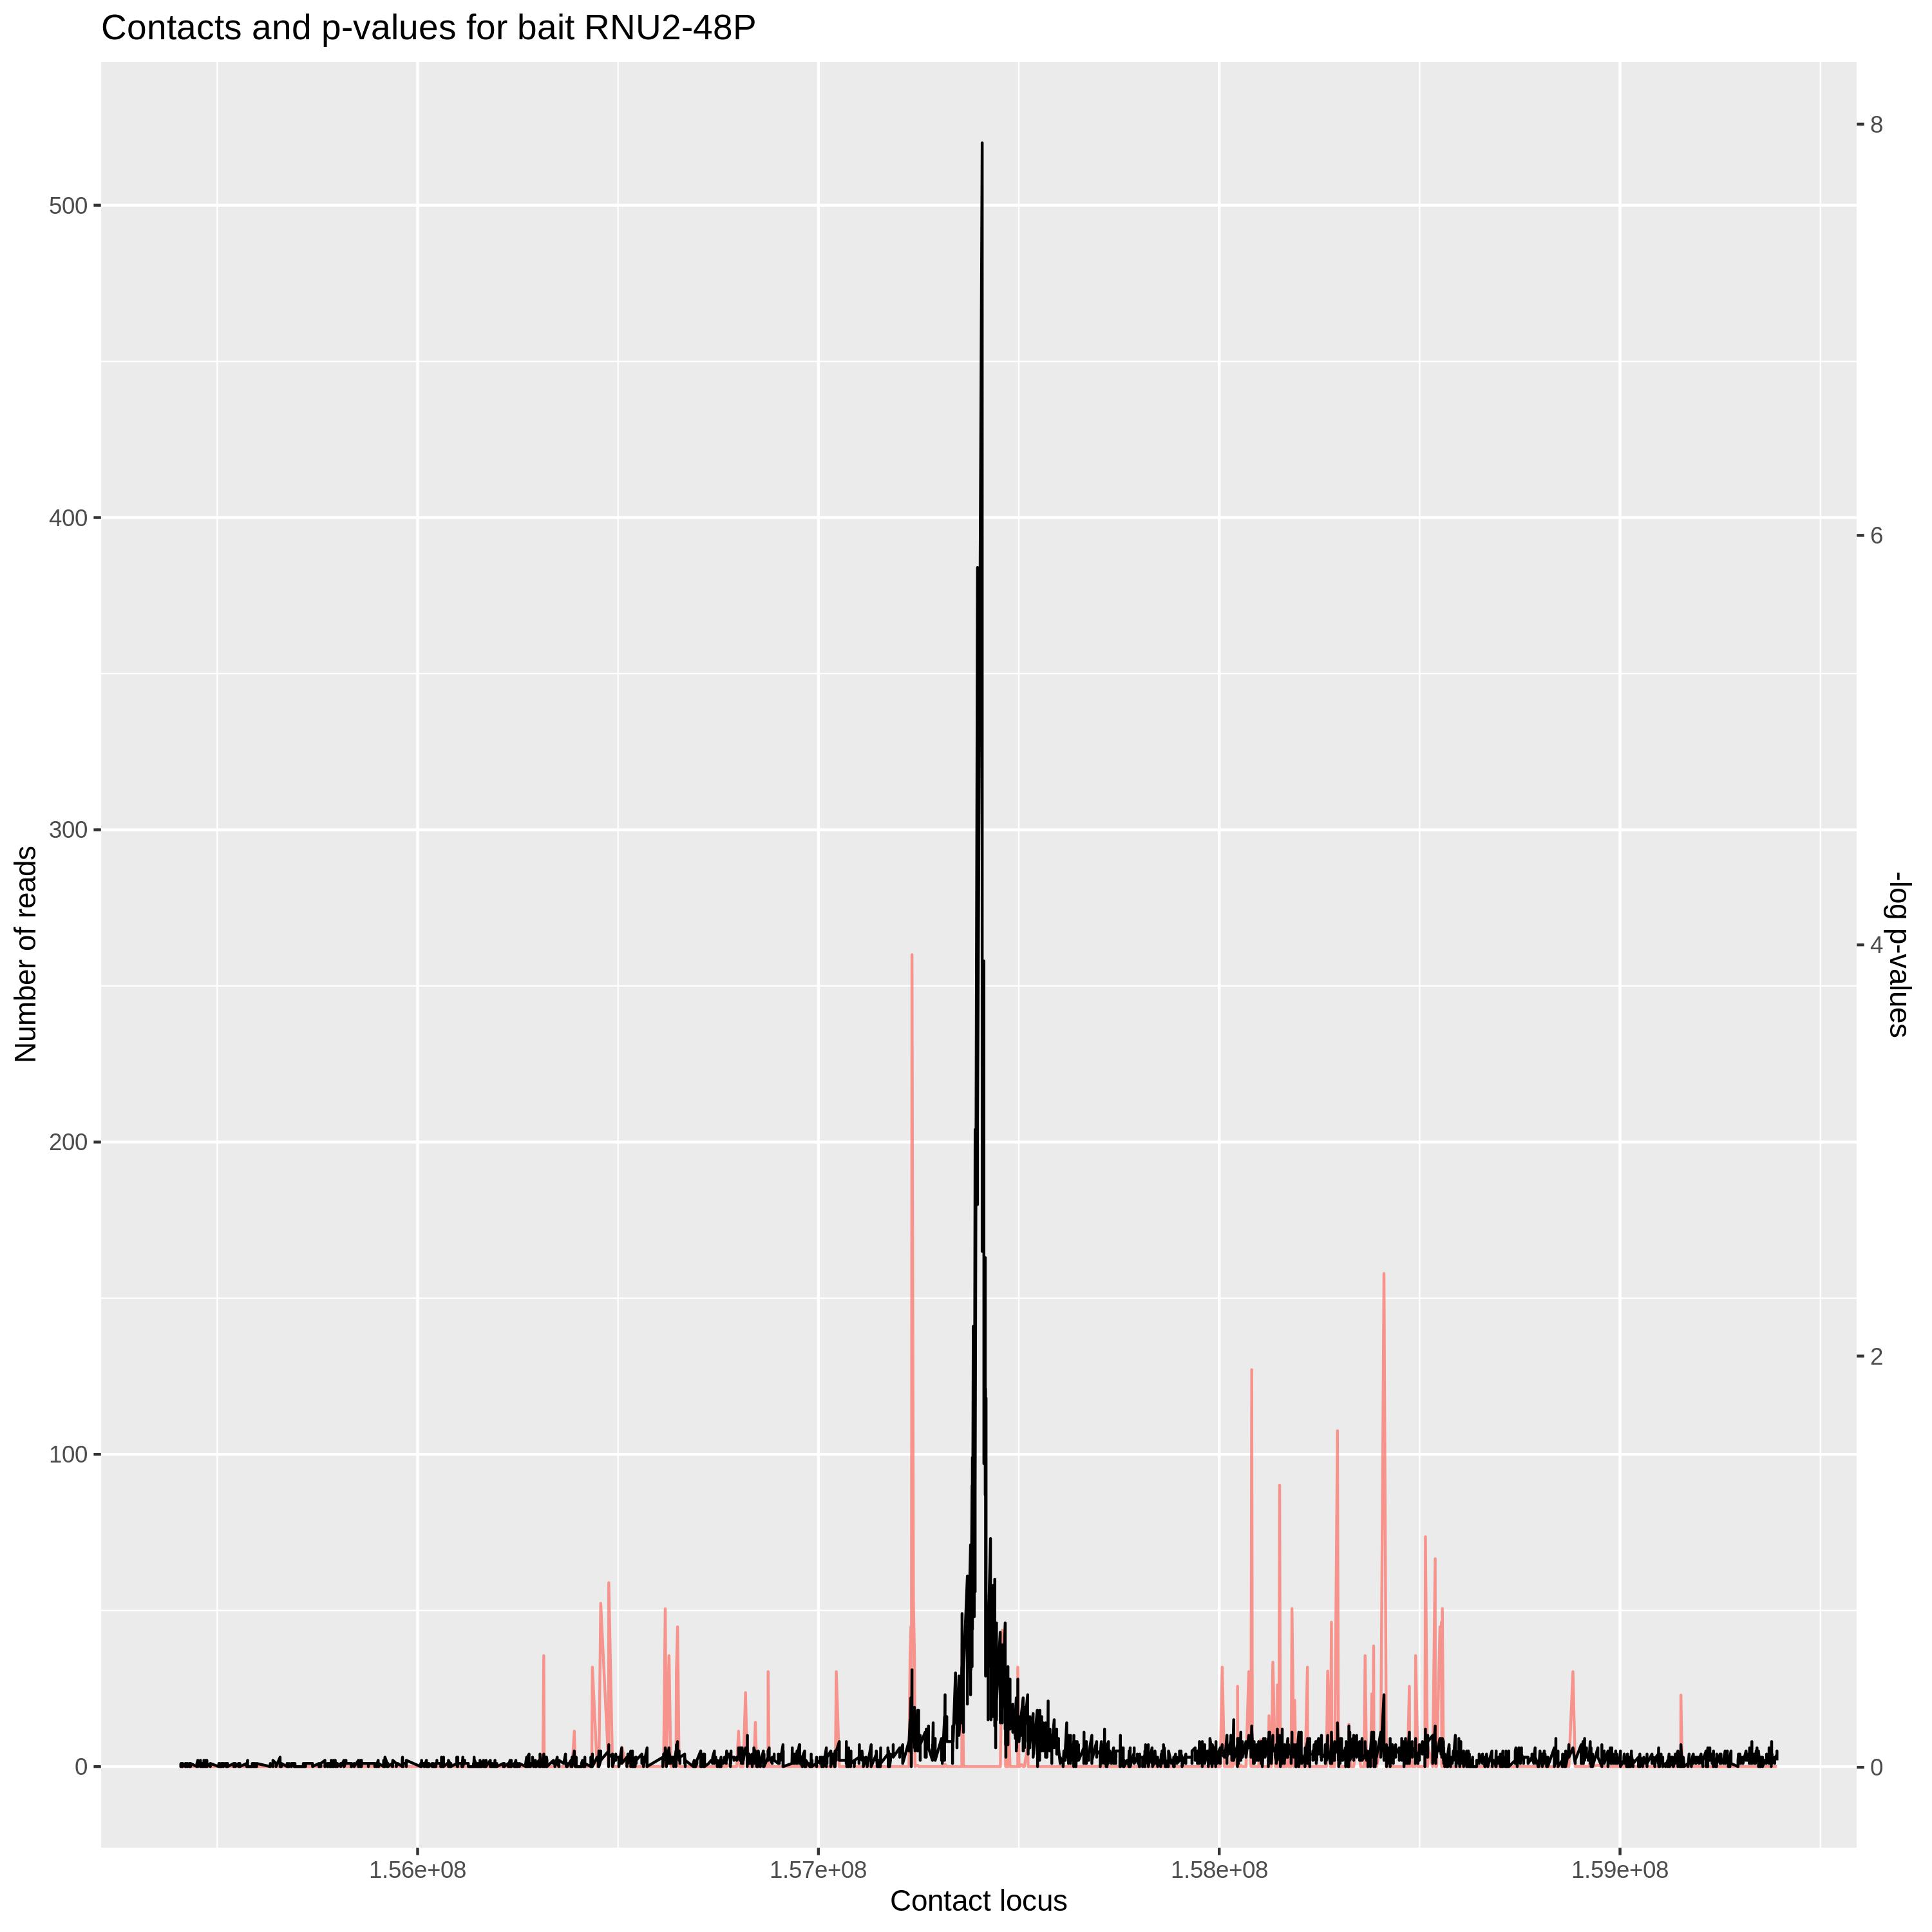 Contacts and p-values for bait RNU2-48P
Number of reads
500
400
300
200
100
0
8
6
4
2
0
-log p-values
1.56e+08
1.57e+08
1.58e+08
1.59e+08
Contact locus